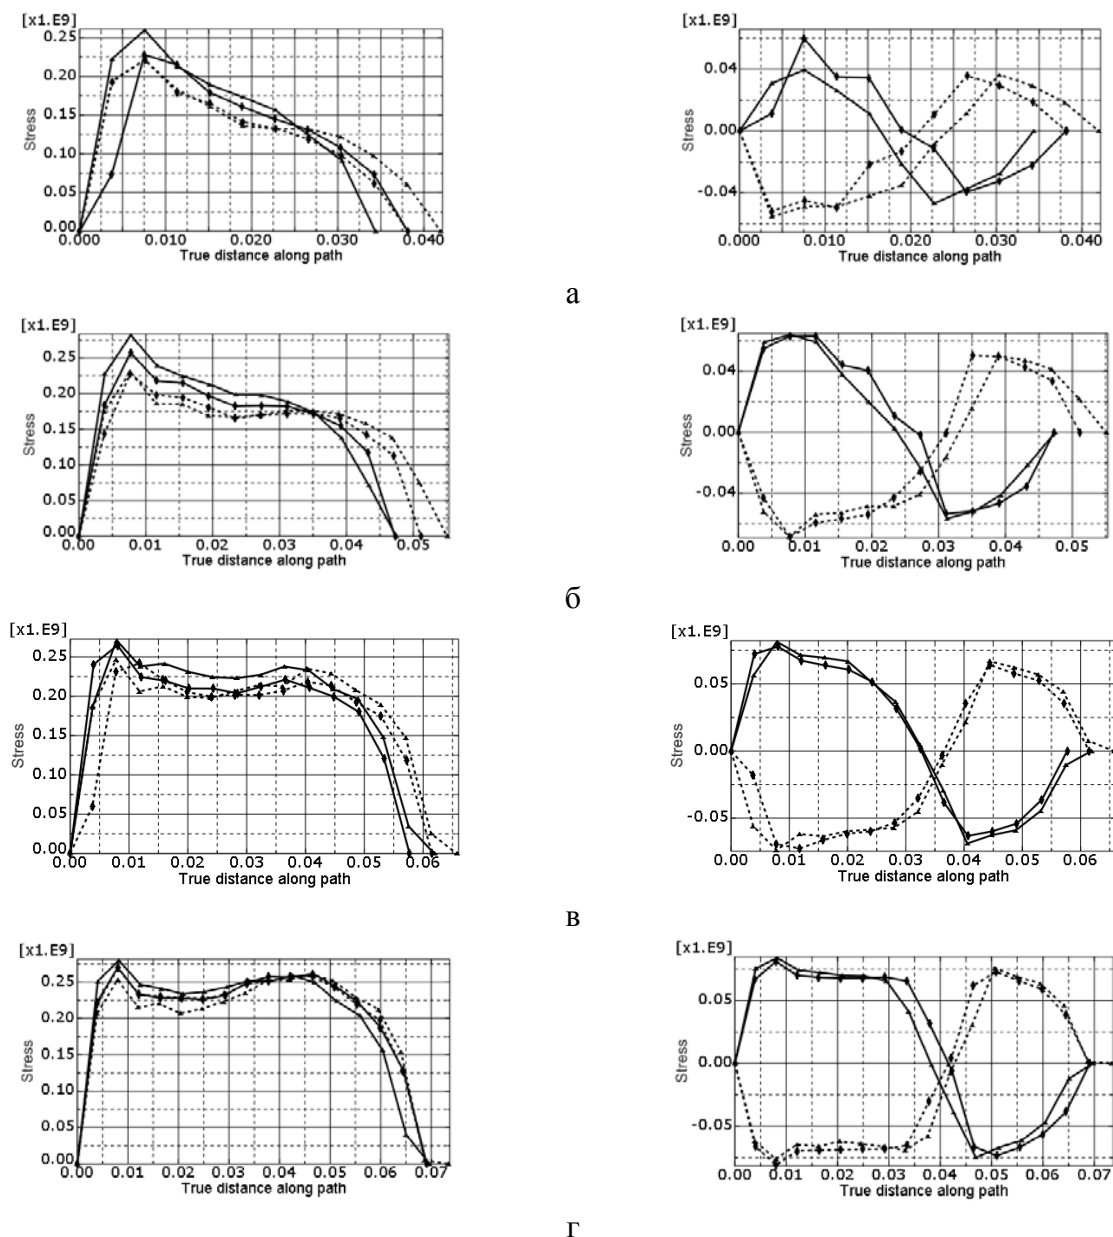 [x1.E9]
0.25
0.20
0.15
0.10
0.05
0.00
Stress
0.000 0.010 0.020 0.030 0.040
True distance along path
[x1.E9]
0.04
0.00
-0.04
Stress
0.000 0.010 0.020 0.030 0.040
True distance along path
а
[x1.E9]
0.25
0.20
0.15
0.10
0.05
0.00
Stress
0.00 0.01 0.02 0.03 0.04 0.05
True distance along path
[x1.E9]
0.04
0.00
-0.04
Stress
0.00 0.01 0.02 0.03 0.04 0.05
True distance along path
б
[x1.E9]
0.25
0.20
0.15
0.10
0.05
0.00
Stress
0.00 0.01 0.02 0.03 0.04 0.05 0.06
True distance along path
[x1.E9]
0.05
0.00
-0.05
Stress
0.00 0.01 0.02 0.03 0.04 0.05 0.06
True distance along path
в
[x1.E9]
0.25
0.20
0.15
0.10
0.05
0.00
Stress
0.00 0.01 0.02 0.03 0.04 0.05 0.06 0.07
True distance along path
[x1.E9]
0.05
0.00
-0.05
Stress
0.00 0.01 0.02 0.03 0.04 0.05 0.06 0.07
True distance along path
г